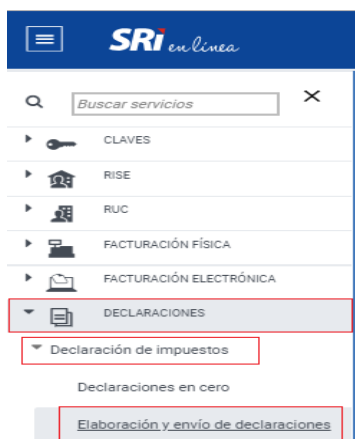 SRi en línea
Buscar servicios
CLAVES
RISE
RUC
FACTURACIÓN FÍSICA
FACTURACIÓN ELECTRÓNICA
DECLARACIONES
Declaración de impuestos
Declaraciones en cero
Elaboración y envío de declaraciones